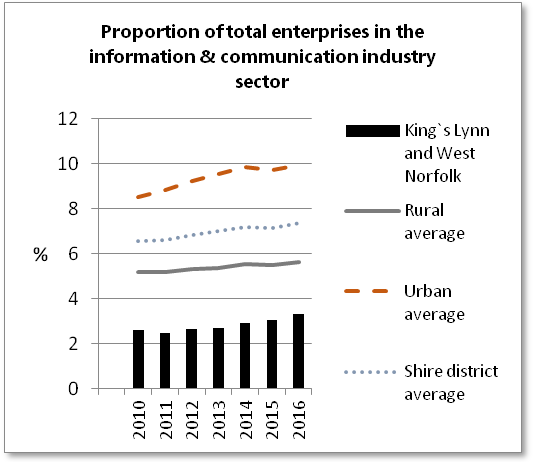 Proportion of total enterprises in the
information & communication industry
sector
12
10
8
6
4
2
0
%
2010
2011
2012
2013
2014
2015
2016
King`s Lynn
and West
Norfolk
Rural
average
Urban
average
Shire district
average